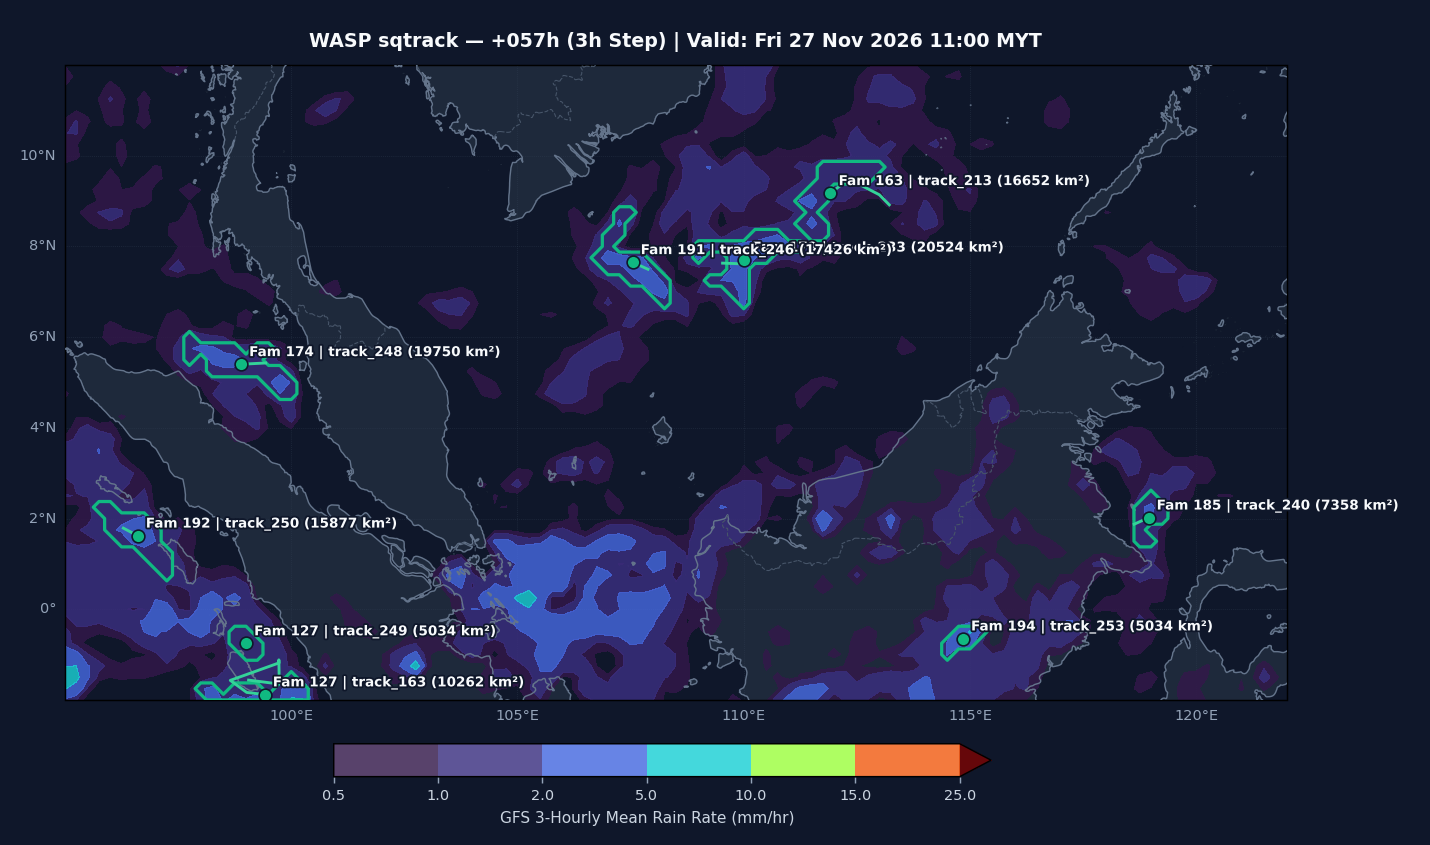 WASP sqtrack — +057h (3h Step) | Valid: Fri 27 Nov 2026 11:00 MYT
10°N
8°N
6°N
4°N
2°N
0°
Fam 163 | track_213 (16652 km²)
(20524 km²)
Fam 191 | track_246 (17426 km²)
Fam 174 | track_248 (19750 km²)
Fam 185 | track_240 (7358 km²)
Fam 192 | track_250 (15877 km²)
Fam 194 | track_253 (5034 km²)
Fam 127 | track_249 (5034 km²)
Fam 127 | track_163 (10262 km²)
100°E 105°E 110°E 115°E 120°E
0.5 1.0 2.0 5.0 10.0 15.0 25.0
GFS 3-Hourly Mean Rain Rate (mm/hr)